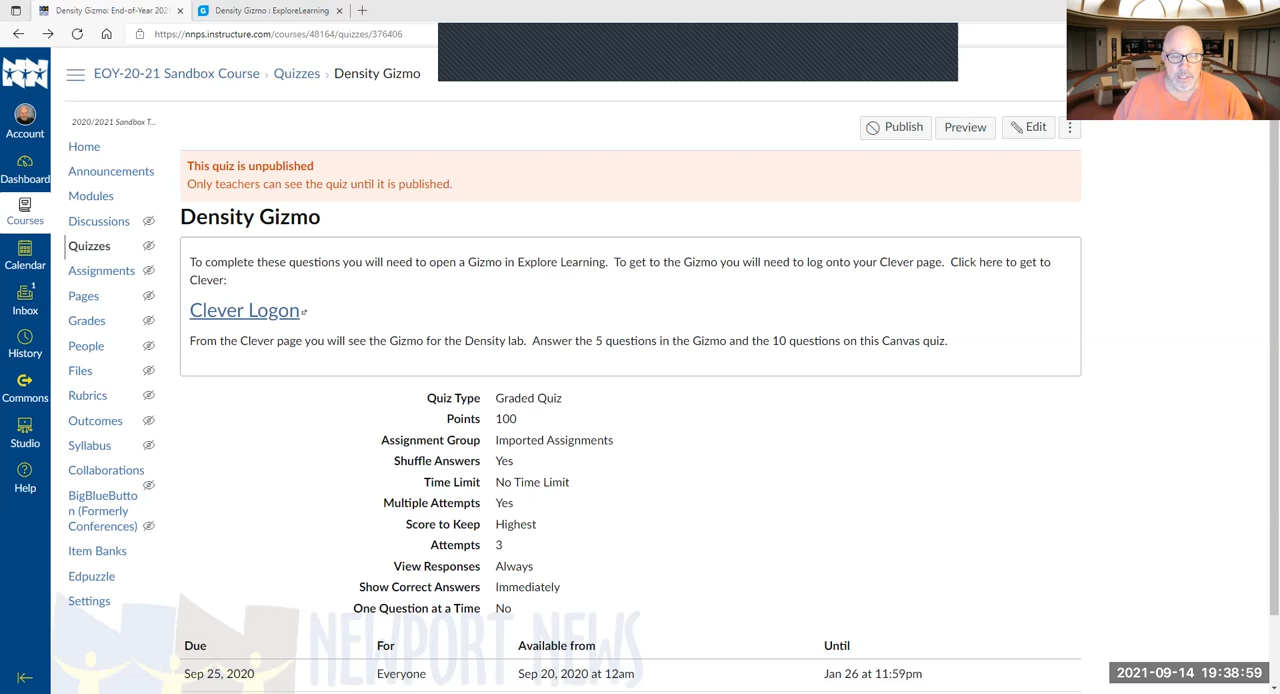 Density Gizmo: End-of-Year 2021
Density Gizmo : ExploreLearning
https://nnps.instructure.com/courses/48164/quizzes/376406
EOY-20-21 Sandbox Course › Quizzes › Density Gizmo
2020/2021 Sandbox T...
Account
Dashboard
Courses
Calendar
1
Inbox
History
Commons
Studio
Help
Home
Announcements
Modules
Discussions
Quizzes
Assignments
Pages
Grades
People
Files
Rubrics
Outcomes
Syllabus
Collaborations
BigBlueButto
n (Formerly
Conferences)
Item Banks
Edpuzzle
Settings
Publish Preview Edit
This quiz is unpublished
Only teachers can see the quiz until it is published.
Density Gizmo
To complete these questions you will need to open a Gizmo in Explore Learning. To get to the Gizmo you will need to log onto your Clever page. Click here to get to
Clever:
Clever Logon
From the Clever page you will see the Gizmo for the Density lab. Answer the 5 questions in the Gizmo and the 10 questions on this Canvas quiz.
Quiz Type Graded Quiz
Points 100
Assignment Group Imported Assignments
Shuffle Answers Yes
Time Limit No Time Limit
Multiple Attempts Yes
Score to Keep Highest
Attempts 3
View Responses Always
Show Correct Answers Immediately
One Question at a Time No
NEWPORT NEWS
Due For Available from Until
Sep 25, 2020 Everyone Sep 20, 2020 at 12am Jan 26 at 11:59pm
2021-09-14 19:38:59